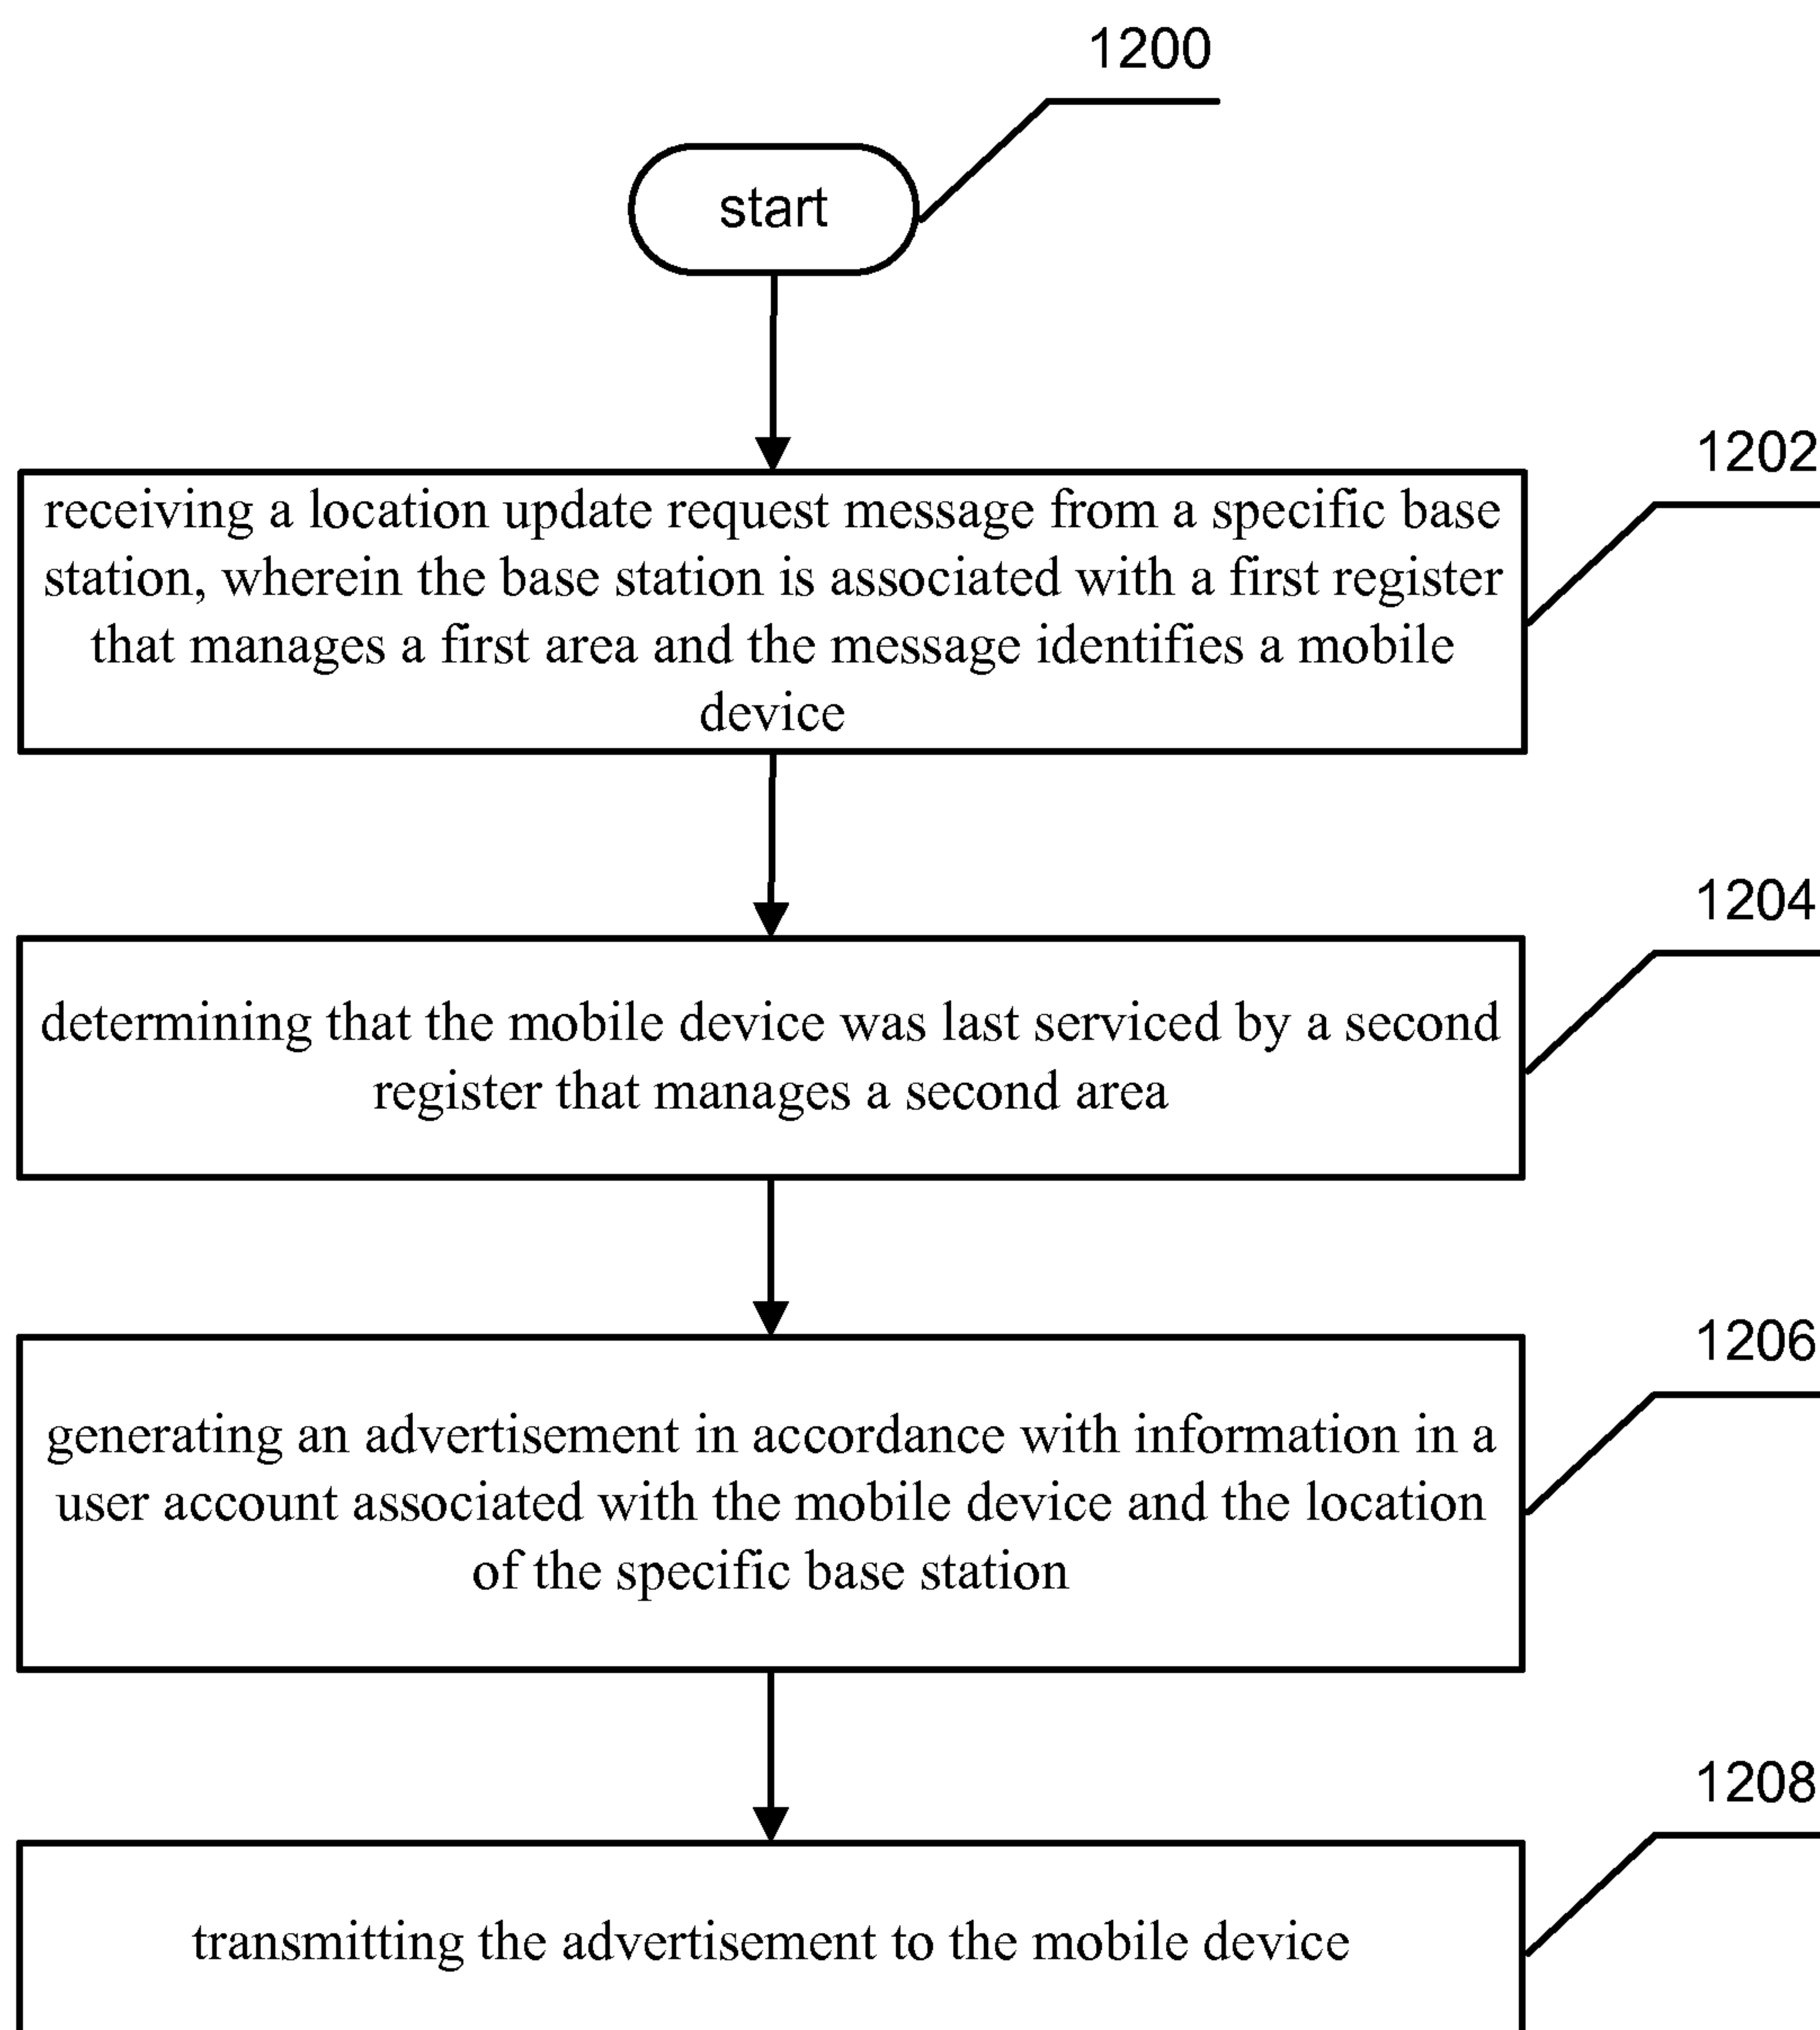 1200
start
1202
receiving a location update request message from a specific base
station, wherein the base station is associated with a first register
that manages a first area and the message identifies a mobile
device
1204
determining that the mobile device was last serviced by a second
register that manages a second area
1206
generating an advertisement in accordance with information in a
user account associated with the mobile device and the location
of the specific base station
1208
transmitting the advertisement to the mobile device